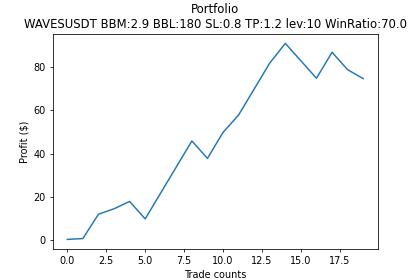 Portfolio
WAVESUSDT BBM:2.9 BBL:180 SL:0.8 TP:1.2 lev:10 WinRatio:70.0
80
60
40
20
0
Profit ($)
0.0 2.5 5.0 7.5 10.0 12.5 15.0 17.5
Trade counts